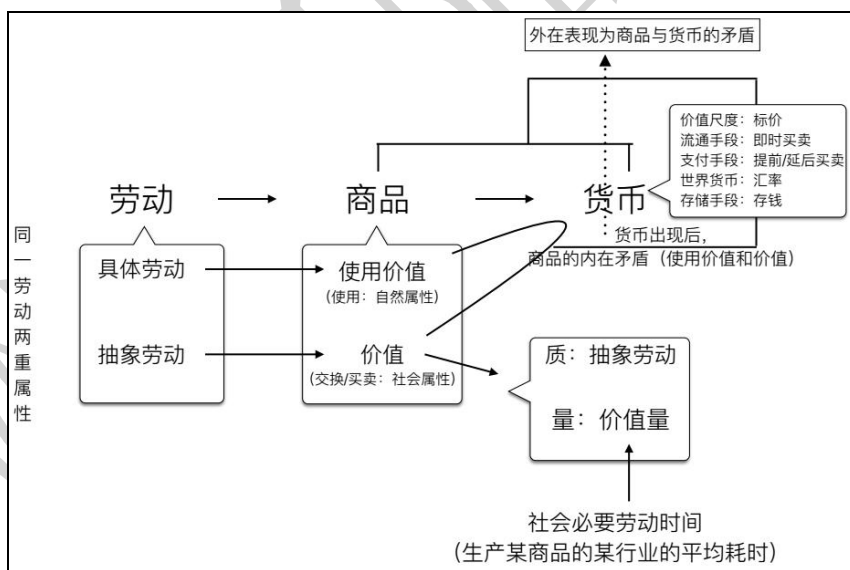 外在表现为商品与货币的矛盾
价值尺度：标价
流通手段：即时买卖
支付手段：提前/延后买卖
世界货币：汇率
存储手段：存钱
劳动
商品
货币
货币出现后，
商品的内在矛盾（使用价值和价值）
同一劳动两重属性
具体劳动
使用价值
(使用：自然属性)
抽象劳动
价值
(交换/买卖：社会属性)
质：抽象劳动
量：价值量
社会必要劳动时间
（生产某商品的某行业的平均耗时）